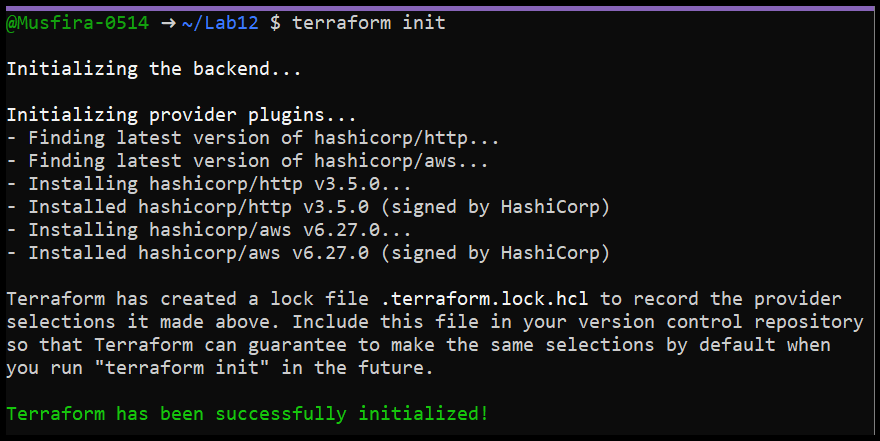 @Musfira-0514 → ~/Lab12 $ terraform init
Initializing the backend...
Initializing provider plugins...
- Finding latest version of hashicorp/http...
- Finding latest version of hashicorp/aws...
- Installing hashicorp/http v3.5.0...
- Installed hashicorp/http v3.5.0 (signed by HashiCorp)
- Installing hashicorp/aws v6.27.0...
- Installed hashicorp/aws v6.27.0 (signed by HashiCorp)
Terraform has created a lock file .terraform.lock.hcl to record the provider
selections it made above. Include this file in your version control repository
so that Terraform can guarantee to make the same selections by default when
you run "terraform init" in the future.
Terraform has been successfully initialized!